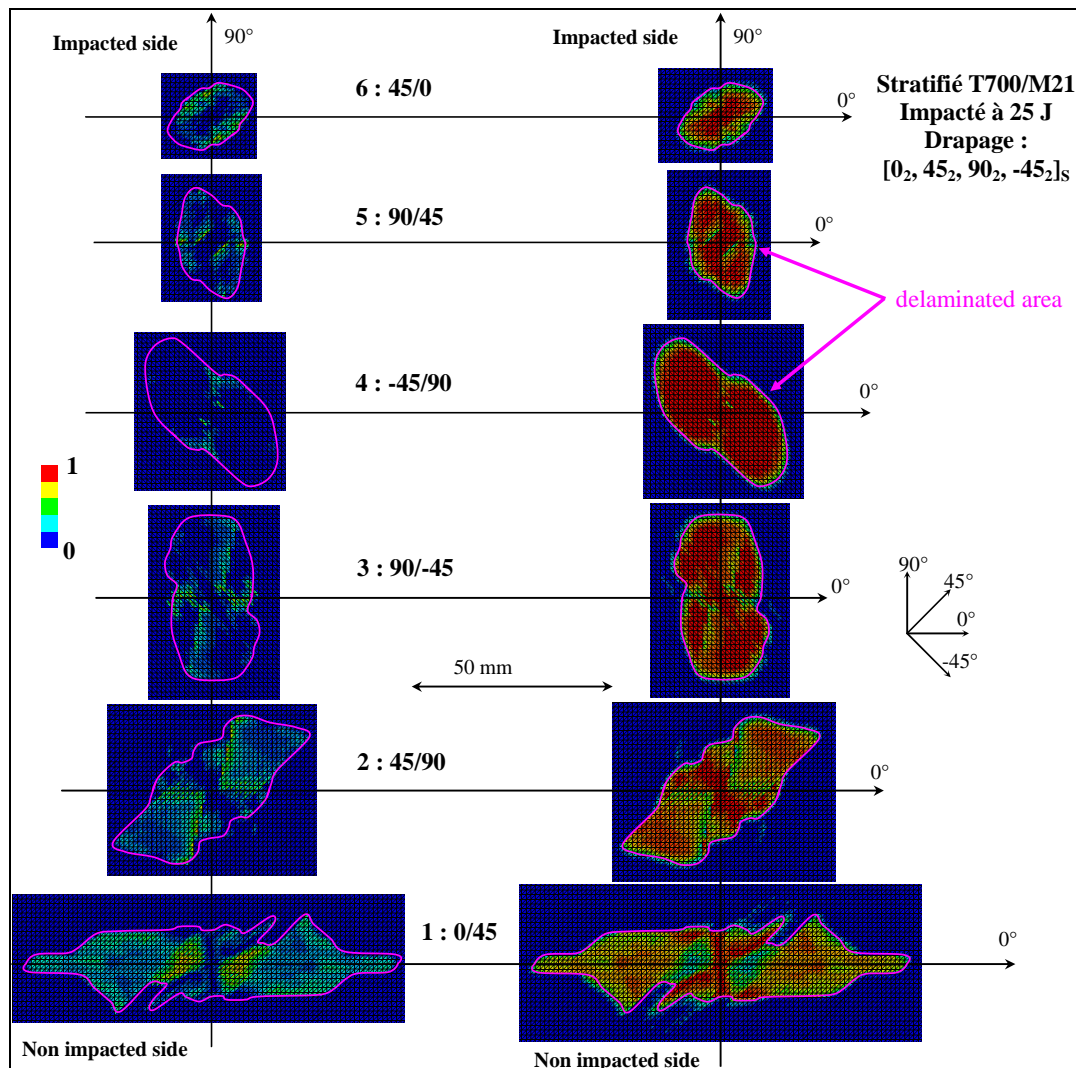 Impacted side
90°
Impacted side
90°
6 : 45/0
0°
Stratifié T700/M21
Impacté à 25 J
Drapage :
[0₂, 45₂, 90₂, -45₂]s
5 : 90/45
0°
delaminated area
4 : -45/90
0°
1
0
3 : 90/-45
0°
90°
45°
0°
-45°
50 mm
2 : 45/90
0°
1 : 0/45
0°
Non impacted side
Non impacted side